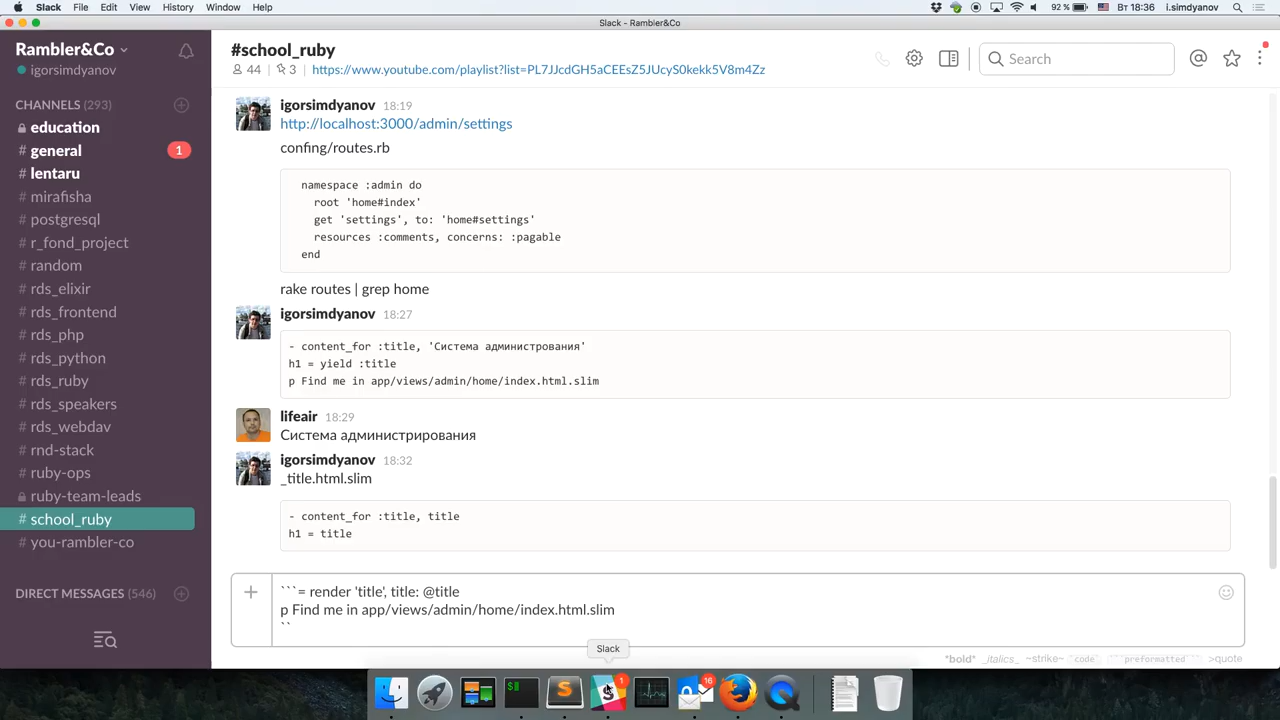 Slack File Edit View History Window Help 92 % Вт 18:36 i.simdyanov
Slack - Rambler&Co
Rambler&Co
igorsimdyanov
CHANNELS (293)
education
# general 1
# lentaru
# mirafisha
# postgresql
# r_fond_project
# random
# rds_elixir
# rds_frontend
# rds_php
# rds_python
# rds_ruby
# rds_speakers
# rds_webdav
# rnd-stack
# ruby-ops
ruby-team-leads
# school_ruby
# you-rambler-co
DIRECT MESSAGES (546)
#school_ruby
44 | 3 | https://www.youtube.com/playlist?list=PL7JJcdGH5aCEEsZ5JUcyS0kekk5V8m4Zz
Search
igorsimdyanov 18:19
http://localhost:3000/admin/settings
confing/routes.rb
namespace :admin do
root 'home#index'
get 'settings', to: 'home#settings'
resources :comments, concerns: :pagable
end
rake routes | grep home
igorsimdyanov 18:27
- content_for :title, 'Система администрования'
h1 = yield :title
p Find me in app/views/admin/home/index.html.slim
lifeair 18:29
Система администрирования
igorsimdyanov 18:32
_title.html.slim
- content_for :title, title
h1 = title
```= render 'title', title: @title
p Find me in app/views/admin/home/index.html.slim
``
*bold* _italics_ ~strike~ `code` ```preformatted``` >quote
Slack
1
16